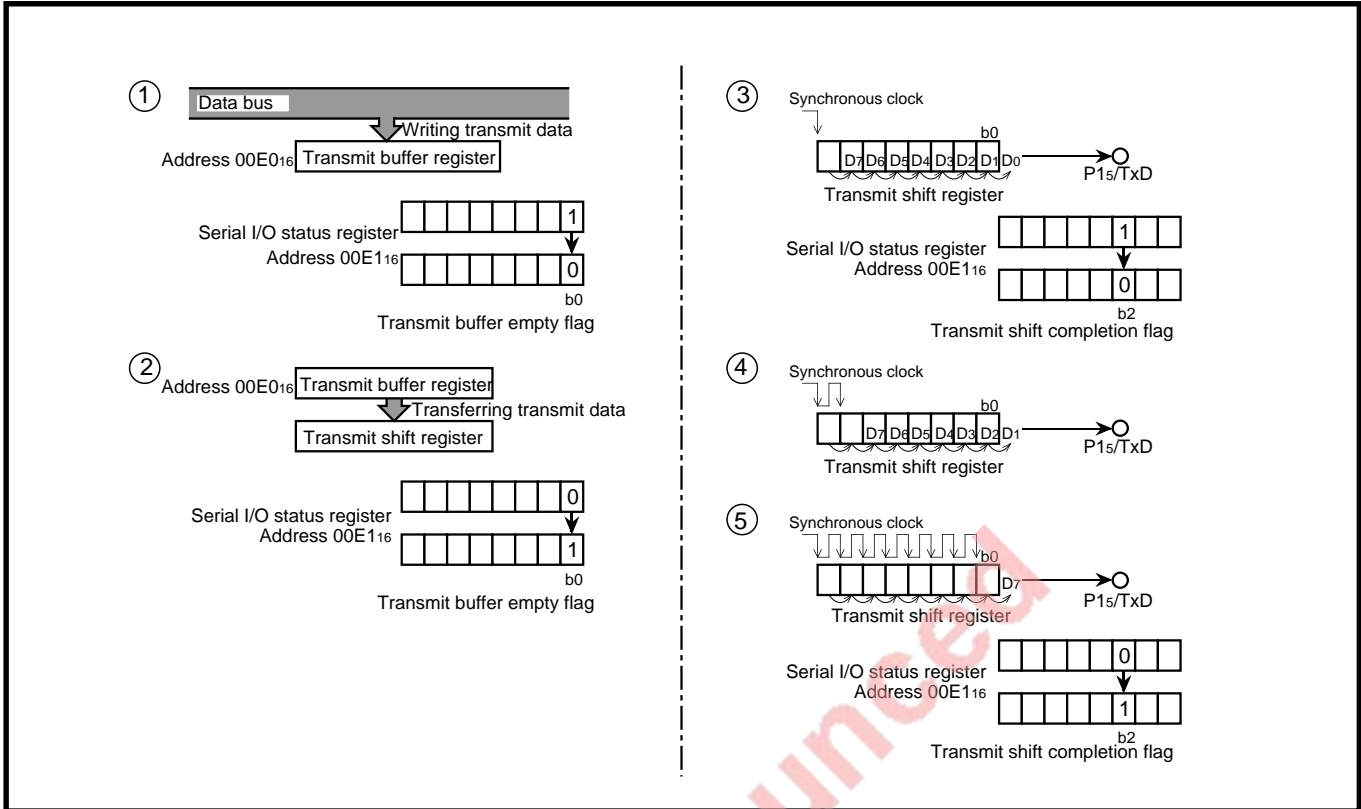 ①
Data bus
Writing transmit data
Address 00E016 Transmit buffer register
1
Serial I/O status register
Address 00E116
0
b0
Transmit buffer empty flag
②
Address 00E016 Transmit buffer register
Transferring transmit data
Transmit shift register
0
Serial I/O status register
Address 00E116
1
b0
Transmit buffer empty flag
③
Synchronous clock
b0
D7 D6 D5 D4 D3 D2 D1 D0
P15/TxD
Transmit shift register
1
Serial I/O status register
Address 00E116
0
b2
Transmit shift completion flag
④
Synchronous clock
b0
D7 D6 D5 D4 D3 D2 D1
P15/TxD
Transmit shift register
⑤
Synchronous clock
b0
D7
P15/TxD
Transmit shift register
0
Serial I/O status register
Address 00E116
1
b2
Transmit shift completion flag
unced